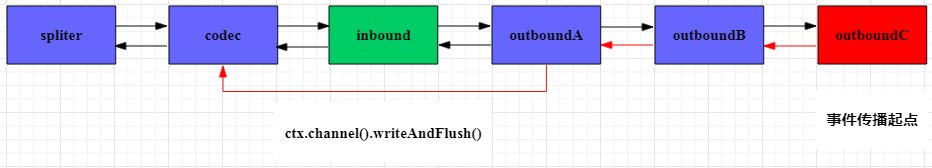 spliter codec inbound outboundA outboundB outboundC
ctx.channel().writeAndFlush()
事件传播起点